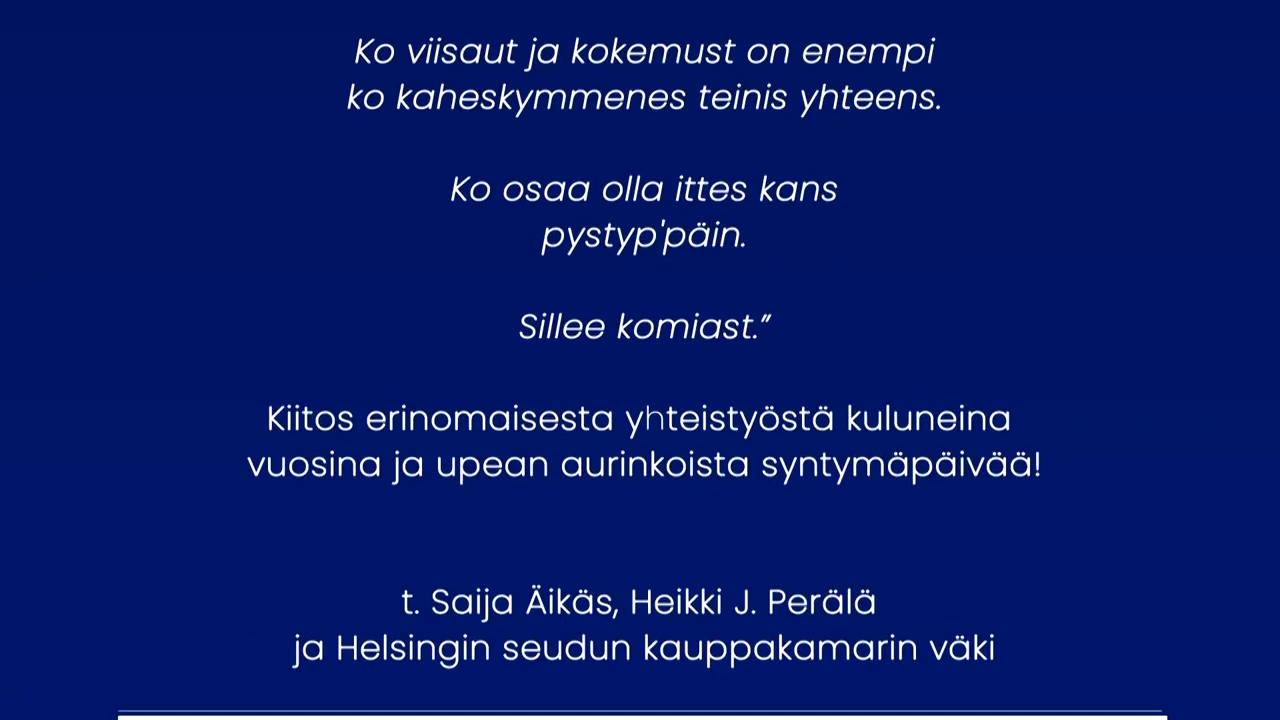 Ko viisaut ja kokemust on enempi
ko kaheskymmenes teinis yhteens.
Ko osaa olla ittes kans
pystyp'päin.
Sillee komiast.”
Kiitos erinomaisesta yhteistyöstä kuluneina
vuosina ja upean aurinkoista syntymäpäivää!
t. Saija Äikäs, Heikki J. Perälä
ja Helsingin seudun kauppakamarin väki